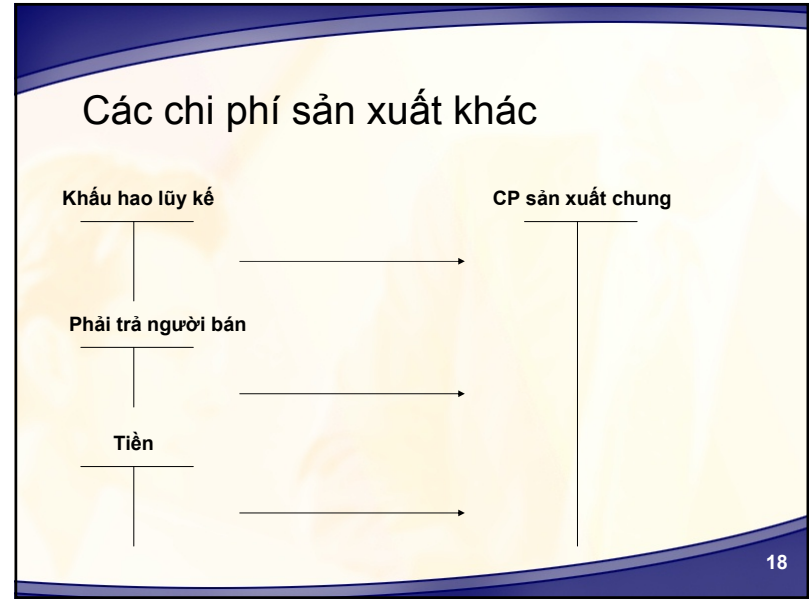 Các chi phí sản xuất khác
Khấu hao lũy kế
CP sản xuất chung
Phải trả người bán
Tiền
18